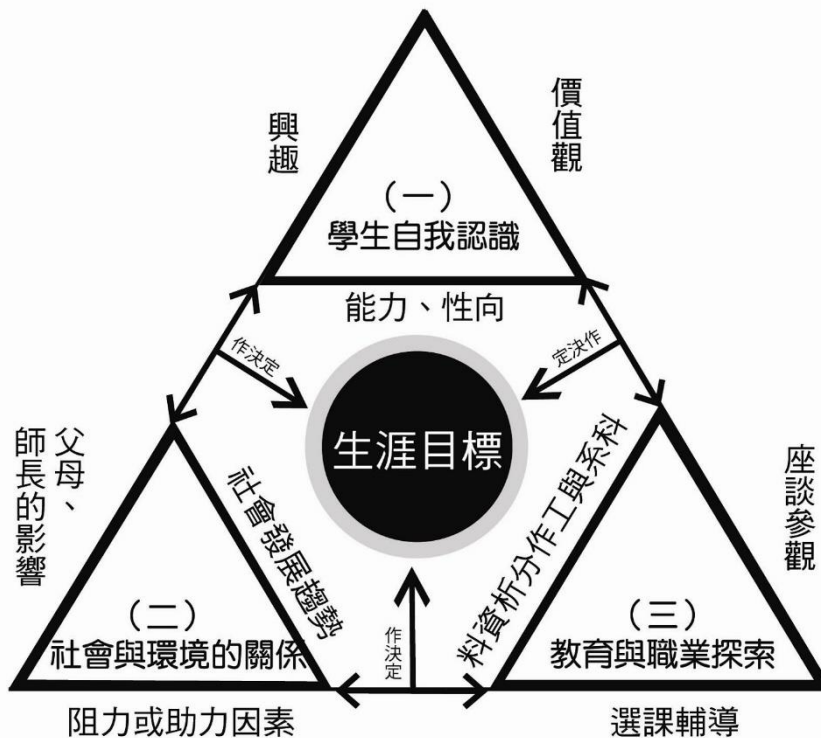 興趣
價值觀
（一）
學生自我認識
能力、性向
作決定
定決作
生涯目標
父母、
師長的影響
社會發展趨勢
（二）
社會與環境的關係
阻力或助力因素
作決定
料資析分作工與系科
座談參觀
（三）
教育與職業探索
選課輔導